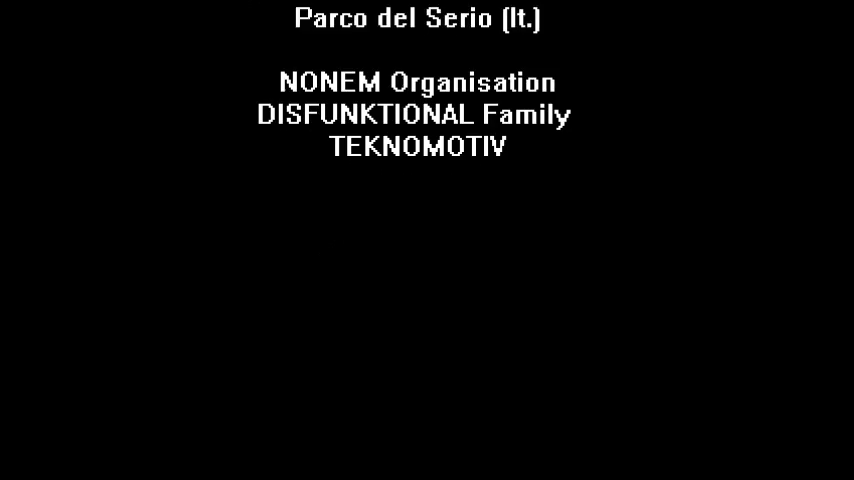 Parco del Serio (It.)
NONEM Organisation
DISFUNKTIONAL Family
TEKNOMOTIV